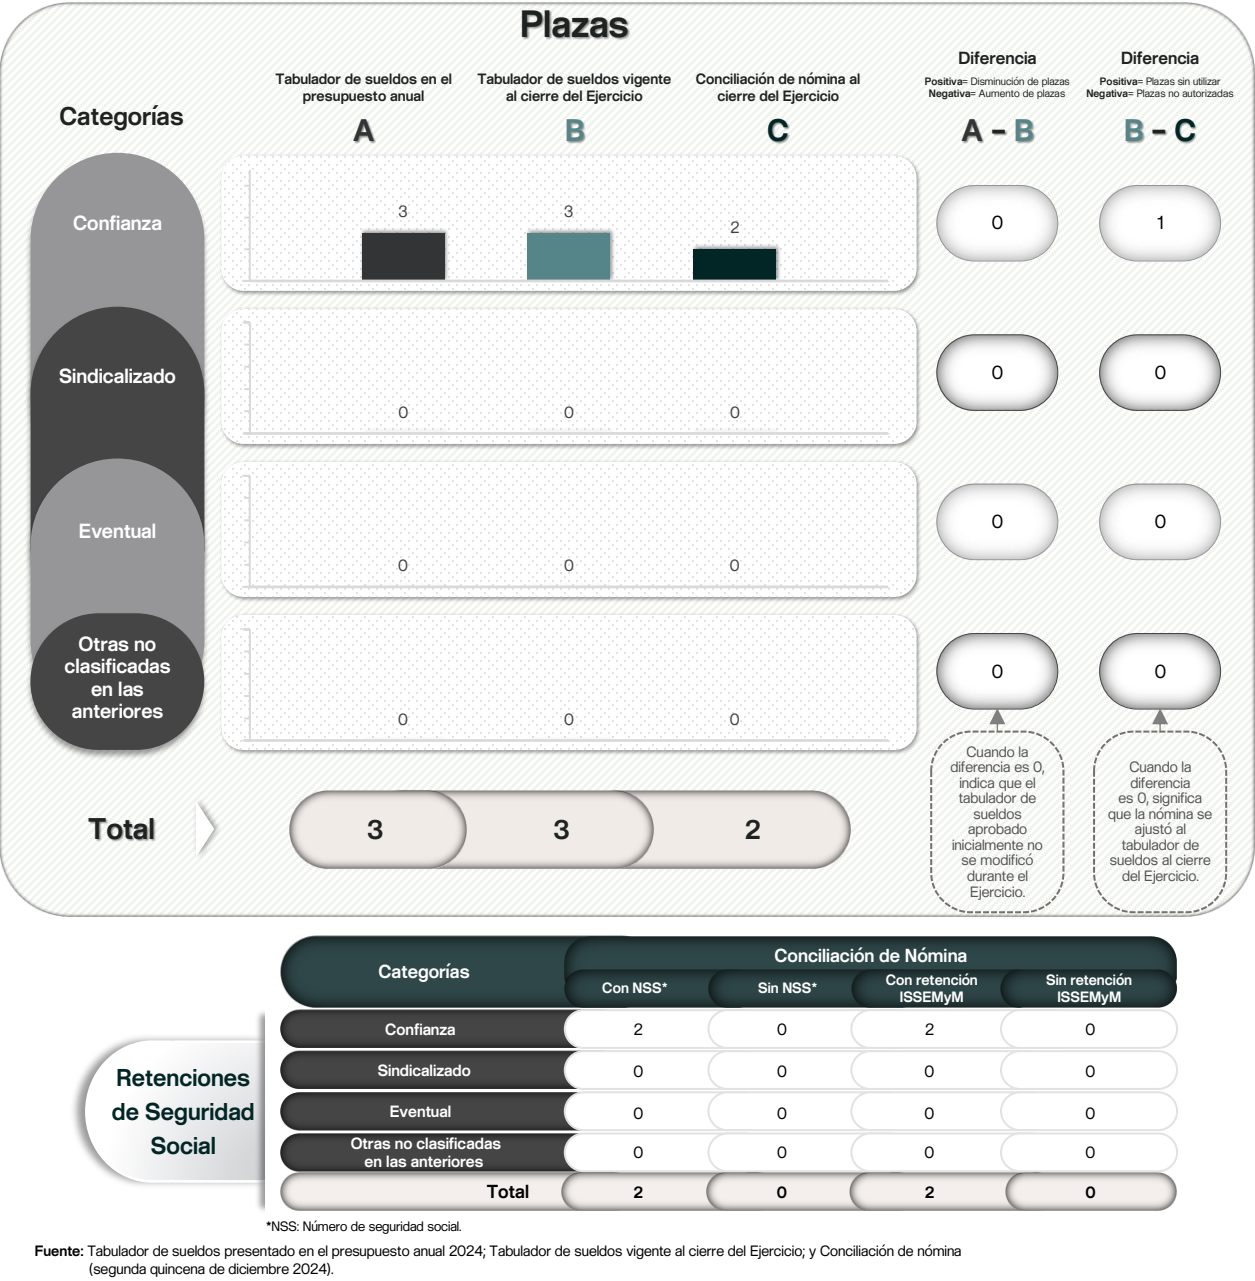 Plazas
Categorías
Tabulador de sueldos en el
presupuesto anual
A
Tabulador de sueldos vigente
al cierre del Ejercicio
B
Conciliación de nómina al
cierre del Ejercicio
C
Diferencia
Positiva= Disminución de plazas
Negativa= Aumento de plazas
A – B
Diferencia
Positiva= Plazas sin utilizar
Negativa= Plazas no autorizadas
B – C
Confianza
3 3 2 0 1
Sindicalizado
0 0 0 0 0
Eventual
0 0 0 0 0
Otras no
clasificadas
en las
anteriores
0 0 0 0 0
Cuando la
diferencia es 0,
indica que el
tabulador de
sueldos
aprobado
inicialmente no
se modificó
durante el
Ejercicio.
Cuando la
diferencia
es 0, significa
que la nómina se
ajustó al
tabulador de
sueldos al cierre
del Ejercicio.
Total 3 3 2
Retenciones
de Seguridad
Social
Categorías
Conciliación de Nómina
Con NSS*
Sin NSS*
Con retención
ISSEMyM
Sin retención
ISSEMyM
Confianza 2 0 2 0
Sindicalizado 0 0 0 0
Eventual 0 0 0 0
Otras no clasificadas
en las anteriores
0 0 0 0
Total 2 0 2 0
*NSS: Número de seguridad social.
Fuente: Tabulador de sueldos presentado en el presupuesto anual 2024; Tabulador de sueldos vigente al cierre del Ejercicio; y Conciliación de nómina
(segunda quincena de diciembre 2024).